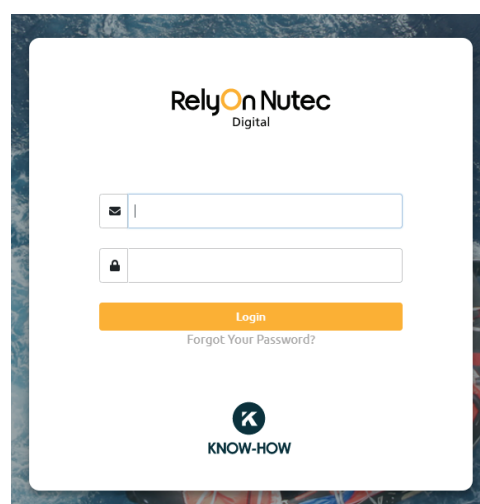 RelyOn Nutec
Digital
Login
Forgot Your Password?
KNOW-HOW